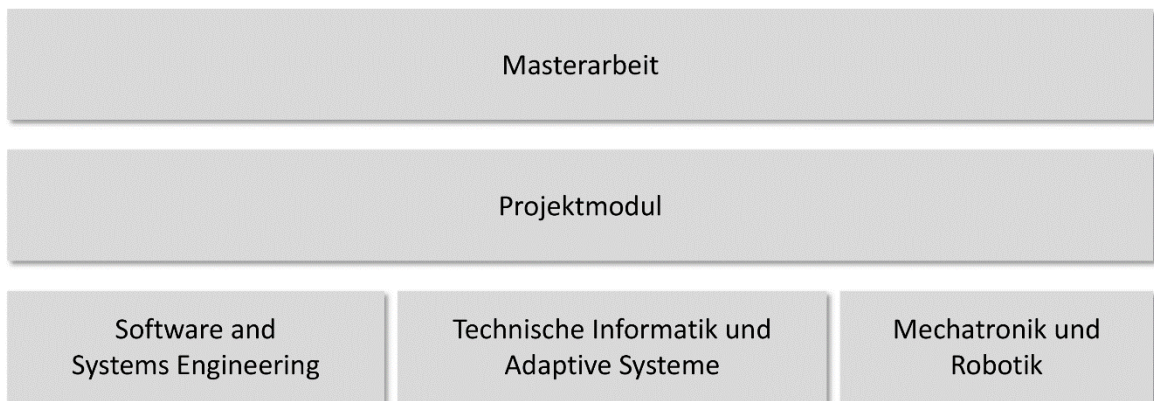 Masterarbeit
Projektmodul
Software and
Systems Engineering
Technische Informatik und
Adaptive Systeme
Mechatronik und
Robotik